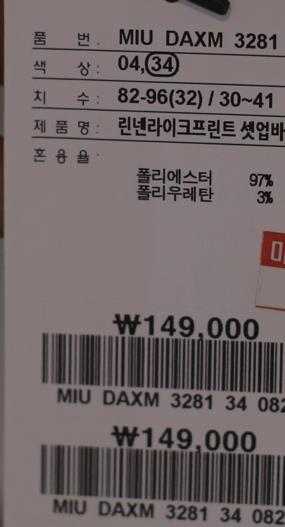 품 번: MIU DAXM 3281
색 상: 04,34
치 수: 82-96(32) / 30~41
제 품 명: 린넨라이크프린트 셋업바
혼 용 율:
폴리에스터 97%
폴리우레탄 3%
₩149,000
MIU DAXM 3281 34 082
₩149,000
MIU DAXM 3281 34 082